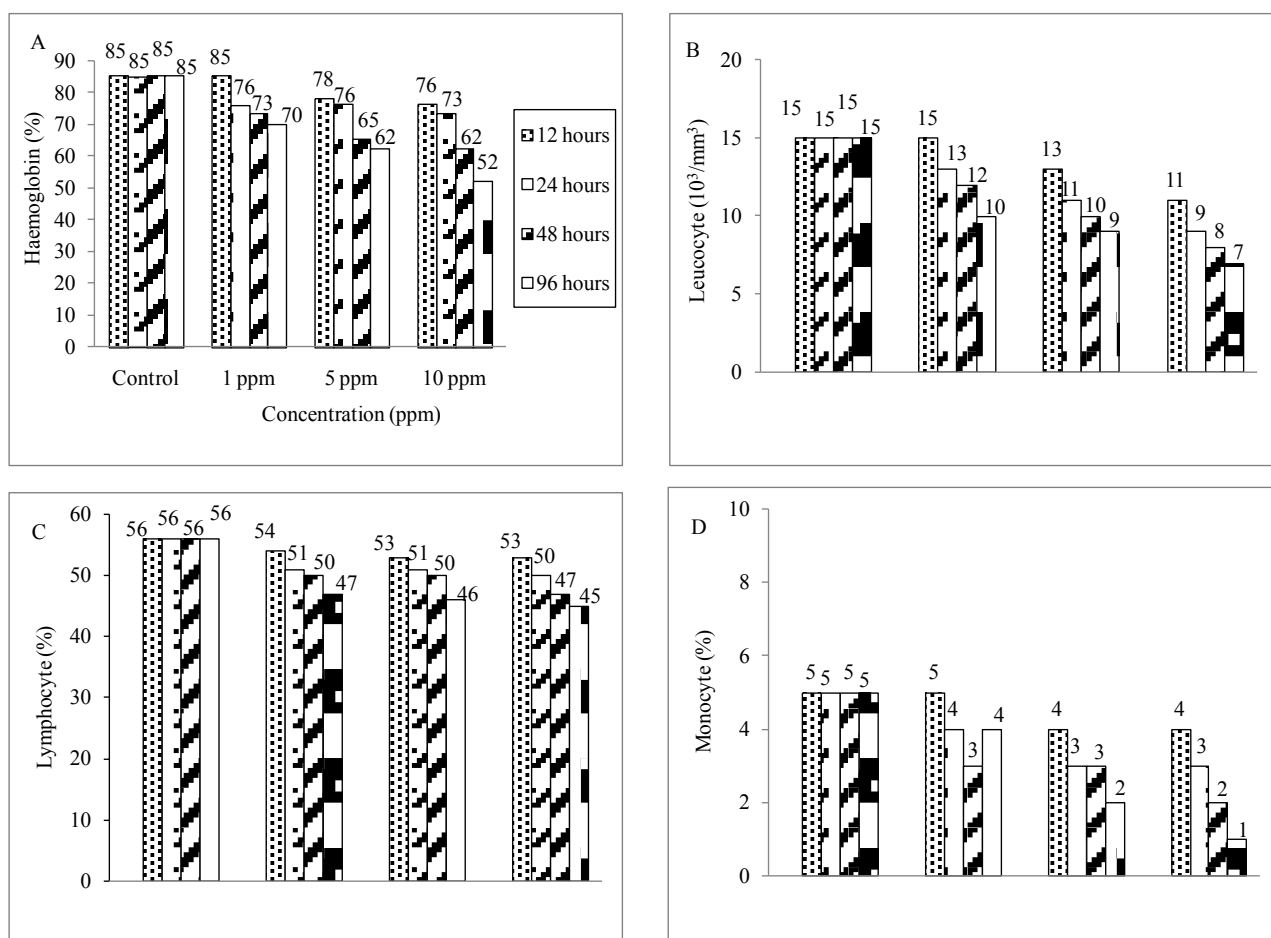 A
Haemoglobin (%)
90
80
70
60
50
40
30
20
10
0
85 85 85 85
85 76 73 70
78 76 65 62
76 73 62 52
Control 1 ppm 5 ppm 10 ppm
Concentration (ppm)
12 hours
24 hours
48 hours
96 hours
B
Leucocyte (10³/mm³)
20
15
10
5
0
15 15 15 15
15 13 12 10
13 11 10 9
11 9 8 7
C
Lymphocyte (%)
60
50
40
30
20
10
0
56 56 56 56
54 51 50 47
53 51 50 46
53 50 47 45
D
Monocyte (%)
10
8
6
4
2
0
5 5 5 5
5 4 3 4
4 3 3 2
4 3 2 1